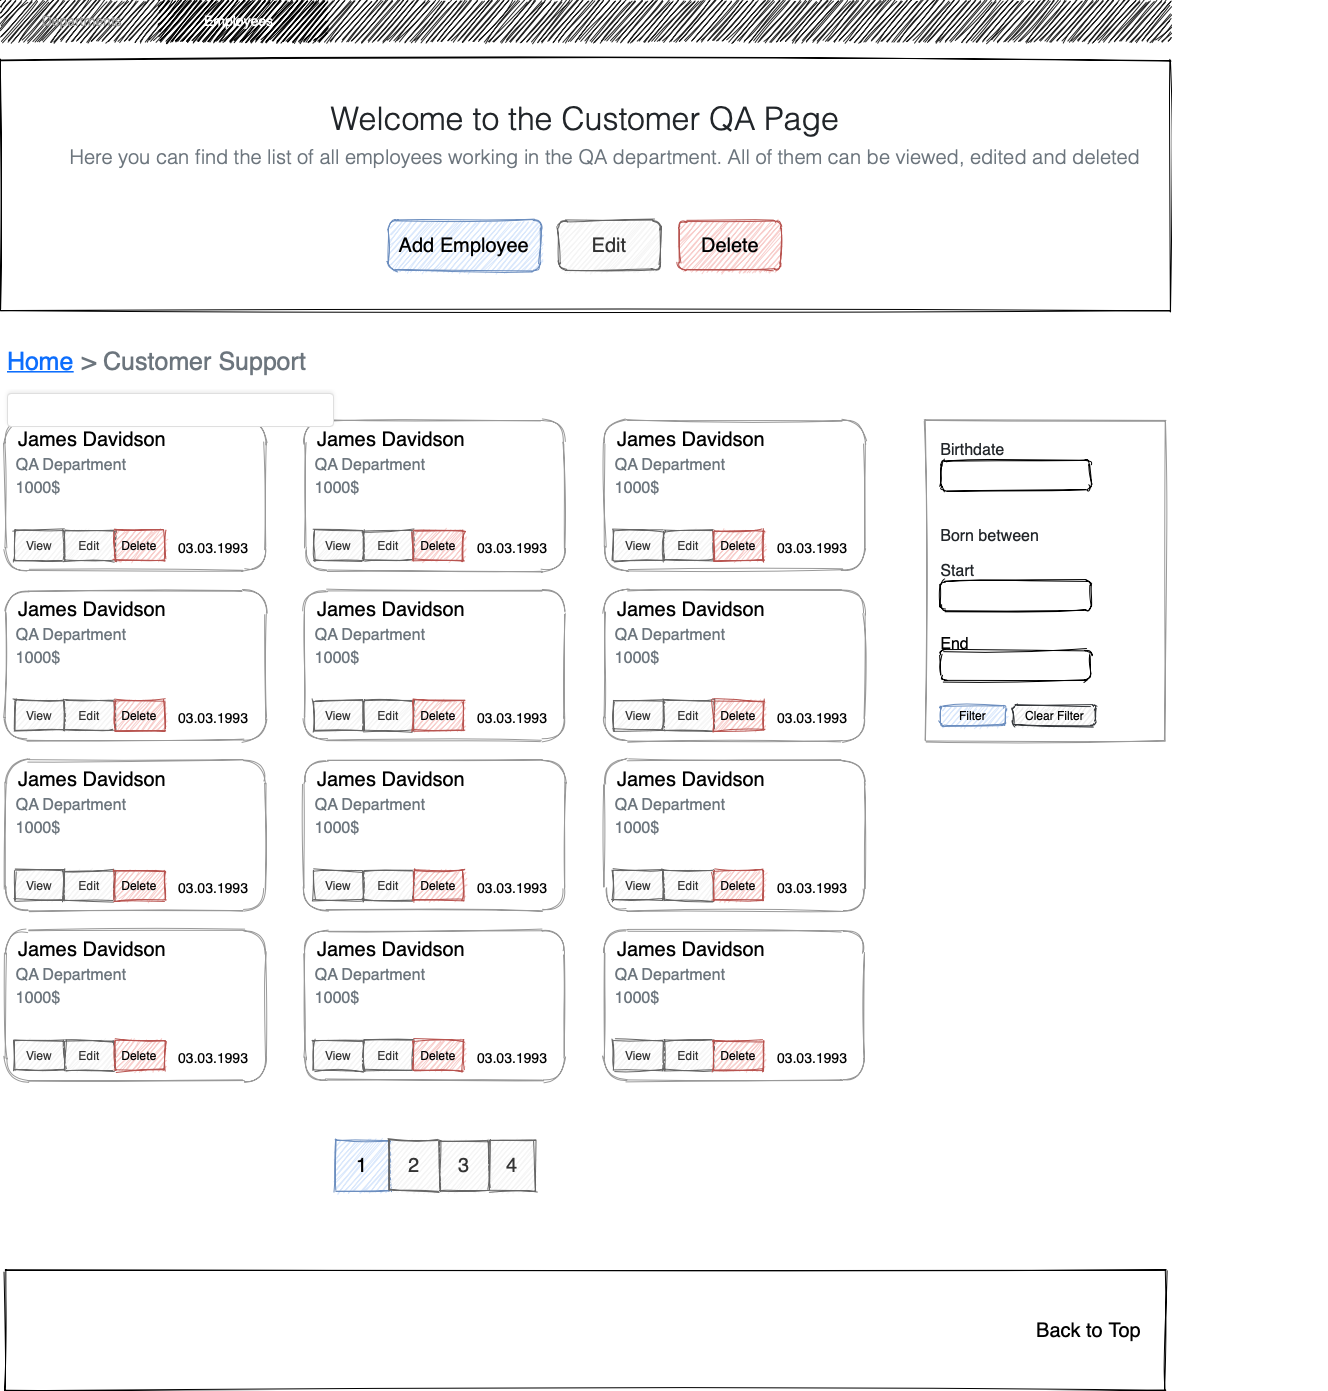 Employees
Welcome to the Customer QA Page
Here you can find the list of all employees working in the QA department. All of them can be viewed, edited and deleted
Add Employee Edit Delete
Home > Customer Support
James Davidson James Davidson James Davidson
QA Department QA Department QA Department
1000$ 1000$ 1000$
View Edit Delete 03.03.1993 View Edit Delete 03.03.1993 View Edit Delete 03.03.1993
James Davidson James Davidson James Davidson
QA Department QA Department QA Department
1000$ 1000$ 1000$
View Edit Delete 03.03.1993 View Edit Delete 03.03.1993 View Edit Delete 03.03.1993
James Davidson James Davidson James Davidson
QA Department QA Department QA Department
1000$ 1000$ 1000$
View Edit Delete 03.03.1993 View Edit Delete 03.03.1993 View Edit Delete 03.03.1993
James Davidson James Davidson James Davidson
QA Department QA Department QA Department
1000$ 1000$ 1000$
View Edit Delete 03.03.1993 View Edit Delete 03.03.1993 View Edit Delete 03.03.1993
Birthdate
Born between
Start
End
Filter Clear Filter
1 2 3 4
Back to Top